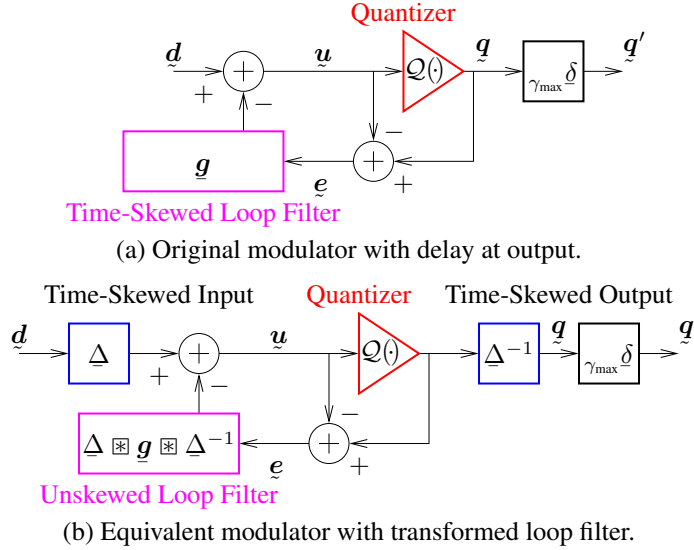 Quantizer
d u Q(·) q γmax δ q′
+ + −
− 
g e + +
Time-Skewed Loop Filter
(a) Original modulator with delay at output.
Time-Skewed Input Quantizer Time-Skewed Output
d Δ + + u Q(·) Δ⁻¹ q γmax δ q
− −
Δ ⊛ g ⊛ Δ⁻¹ e + +
Unskewed Loop Filter
(b) Equivalent modulator with transformed loop filter.